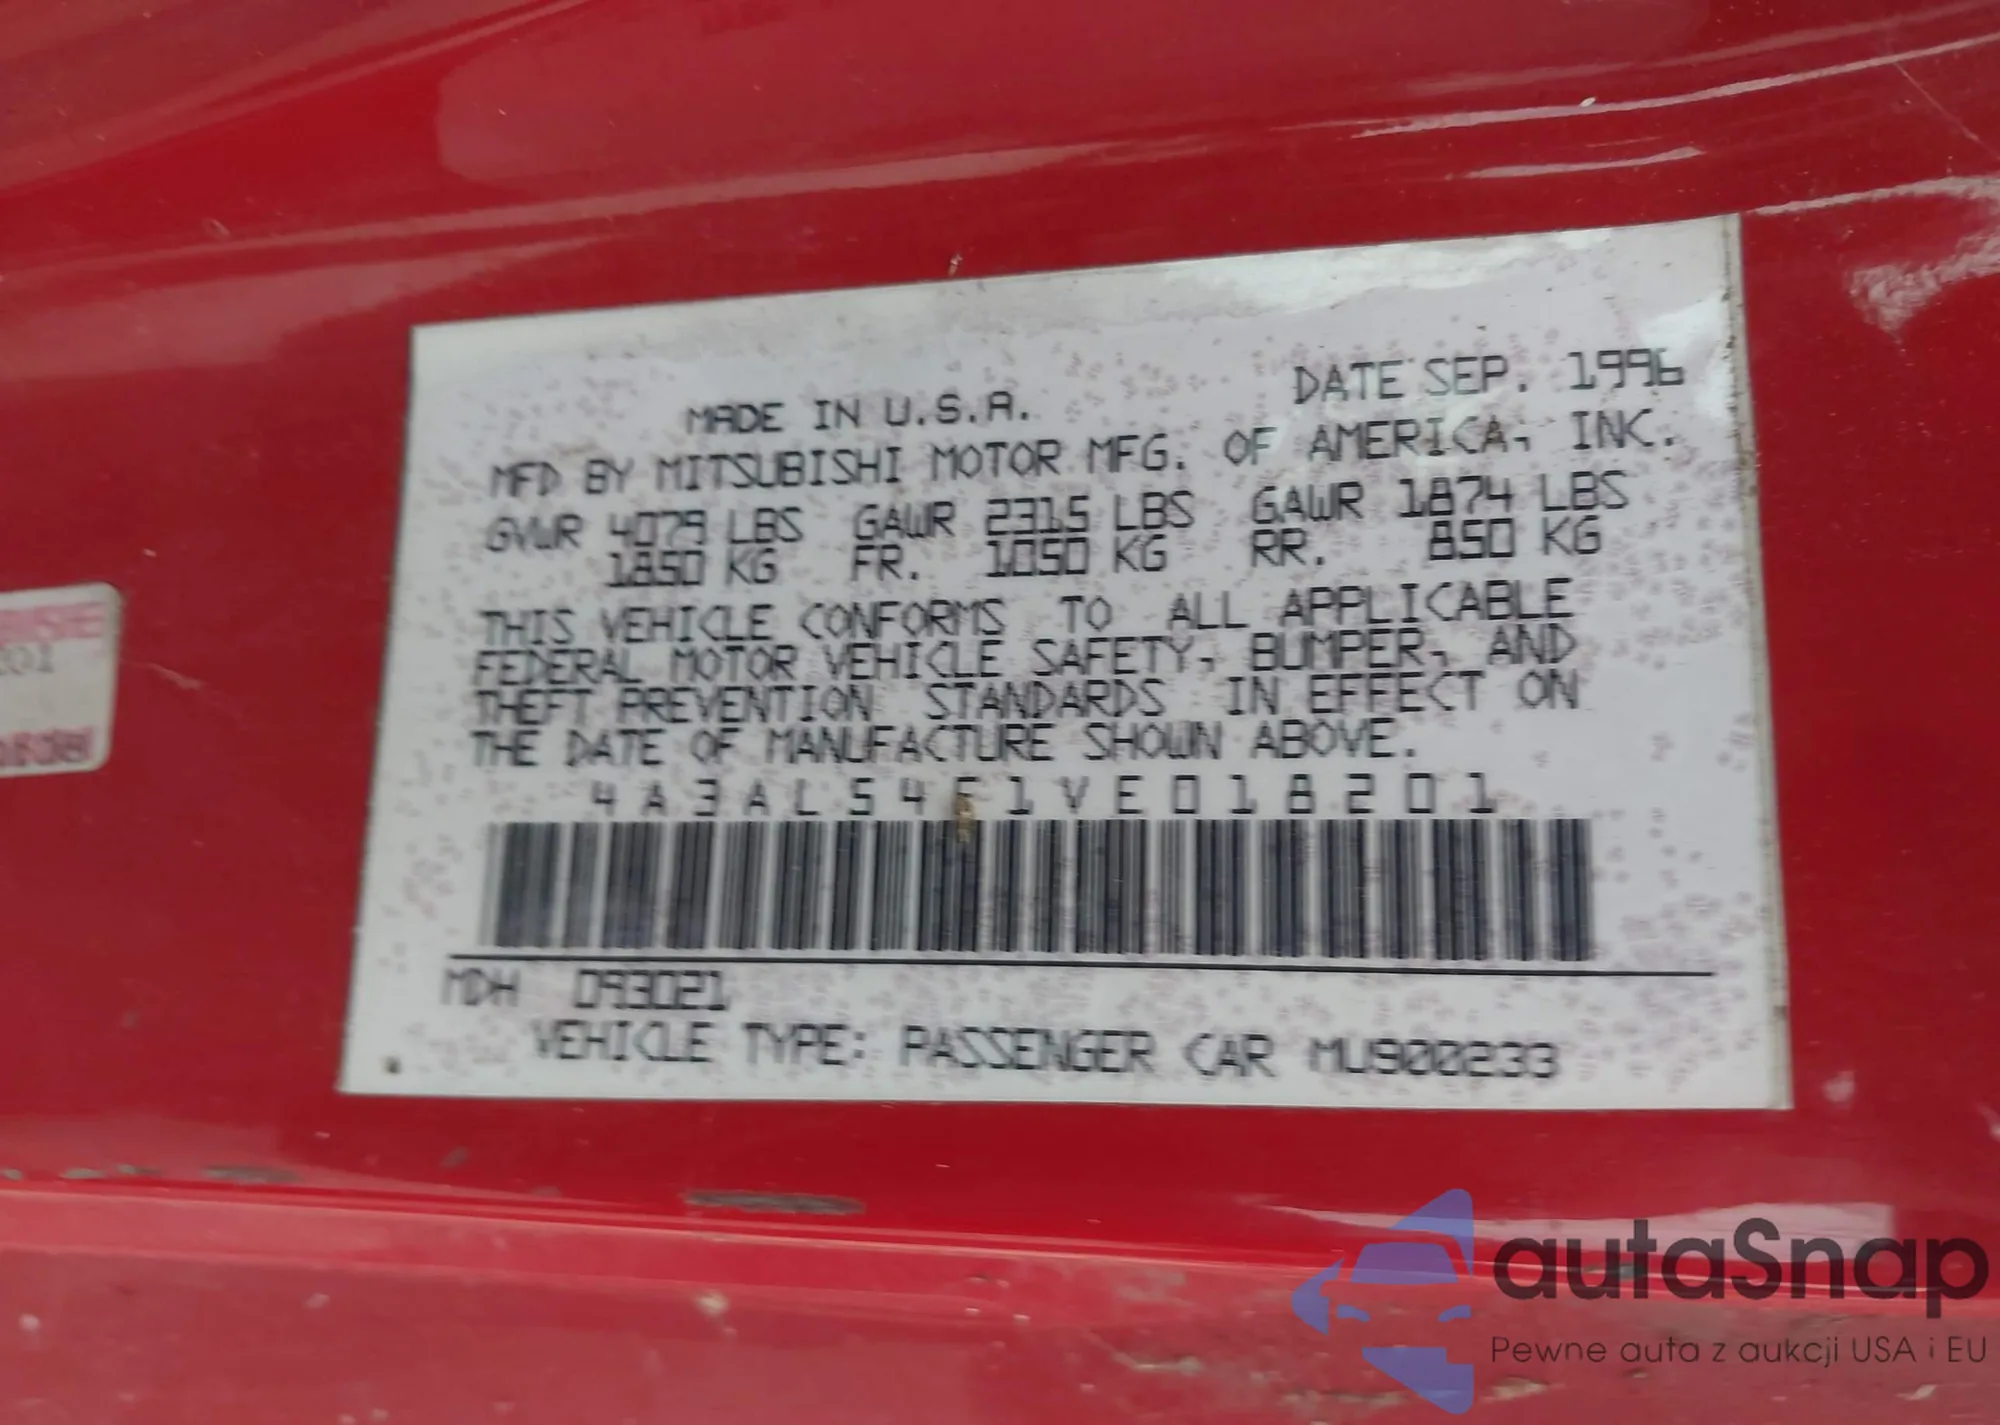 DATE SEP. 1996
MADE IN U.S.A.
MFD BY MITSUBISHI MOTOR MFG. OF AMERICA, INC.
GVWR 4079 LBS GAWR 2315 LBS GAWR 1874 LBS
1850 KG FR. 1050 KG RR. 850 KG
THIS VEHICLE CONFORMS TO ALL APPLICABLE
FEDERAL MOTOR VEHICLE SAFETY, BUMPER, AND
THEFT PREVENTION STANDARDS IN EFFECT ON
THE DATE OF MANUFACTURE SHOWN ABOVE.
4A3ALS4F1VE018201
MDH 093021
VEHICLE TYPE: PASSENGER CAR MU900233
autaSnap
Pewne auta z aukcji USA i EU